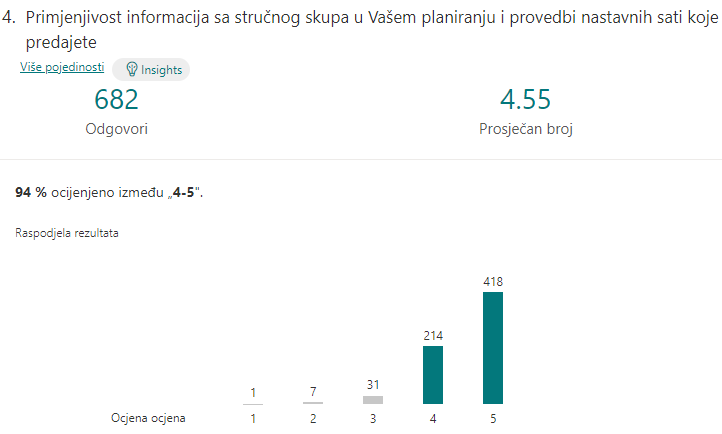 4. Primjenjivost informacija sa stručnog skupa u Vašem planiranju i provedbi nastavnih sati koje
predajete
Više pojedinosti Insights
682 4.55
Odgovori Prosječan broj
94 % ocijenjeno između „4-5“.
Raspodjela rezultata
418
214
31
7
1
Ocjena ocjena 1 2 3 4 5